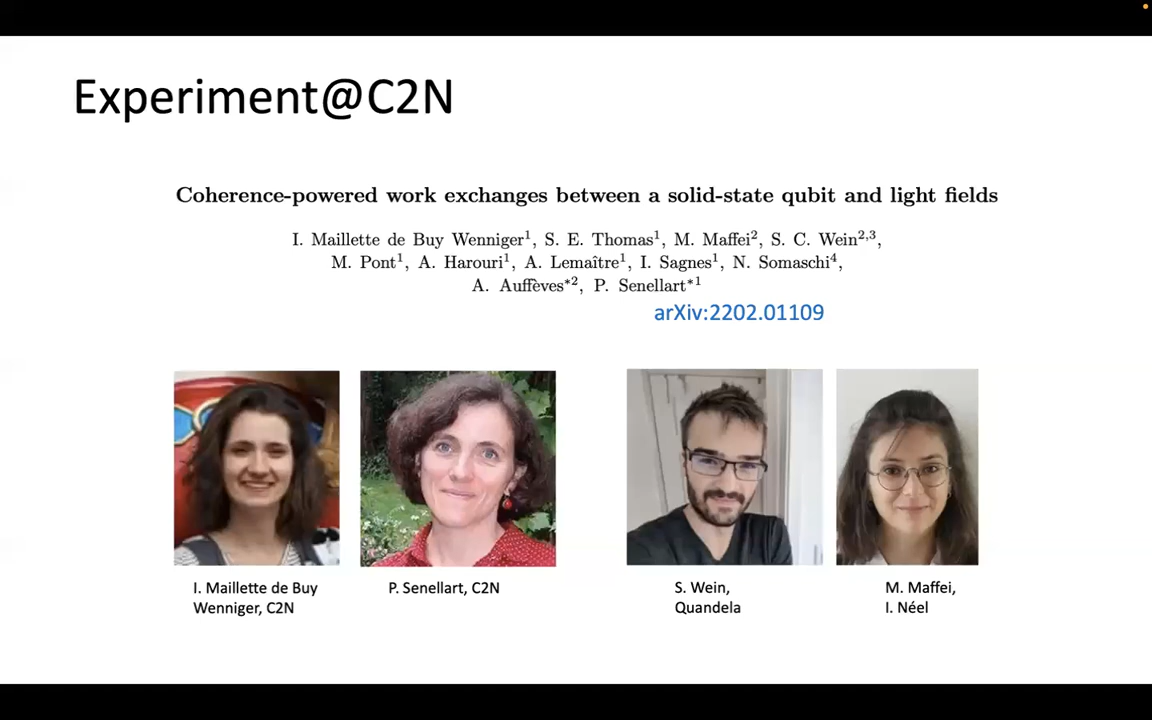 Experiment@C2N
Coherence-powered work exchanges between a solid-state qubit and light fields
I. Maillette de Buy Wenniger¹, S. E. Thomas¹, M. Maffei², S. C. Wein²,³,
M. Pont¹, A. Harouri¹, A. Lemaître¹, I. Sagnes¹, N. Somaschi⁴,
A. Auffèves*², P. Senellart*¹
arXiv:2202.01109
I. Maillette de Buy
Wenniger, C2N
P. Senellart, C2N
S. Wein,
Quandela
M. Maffei,
I. Néel